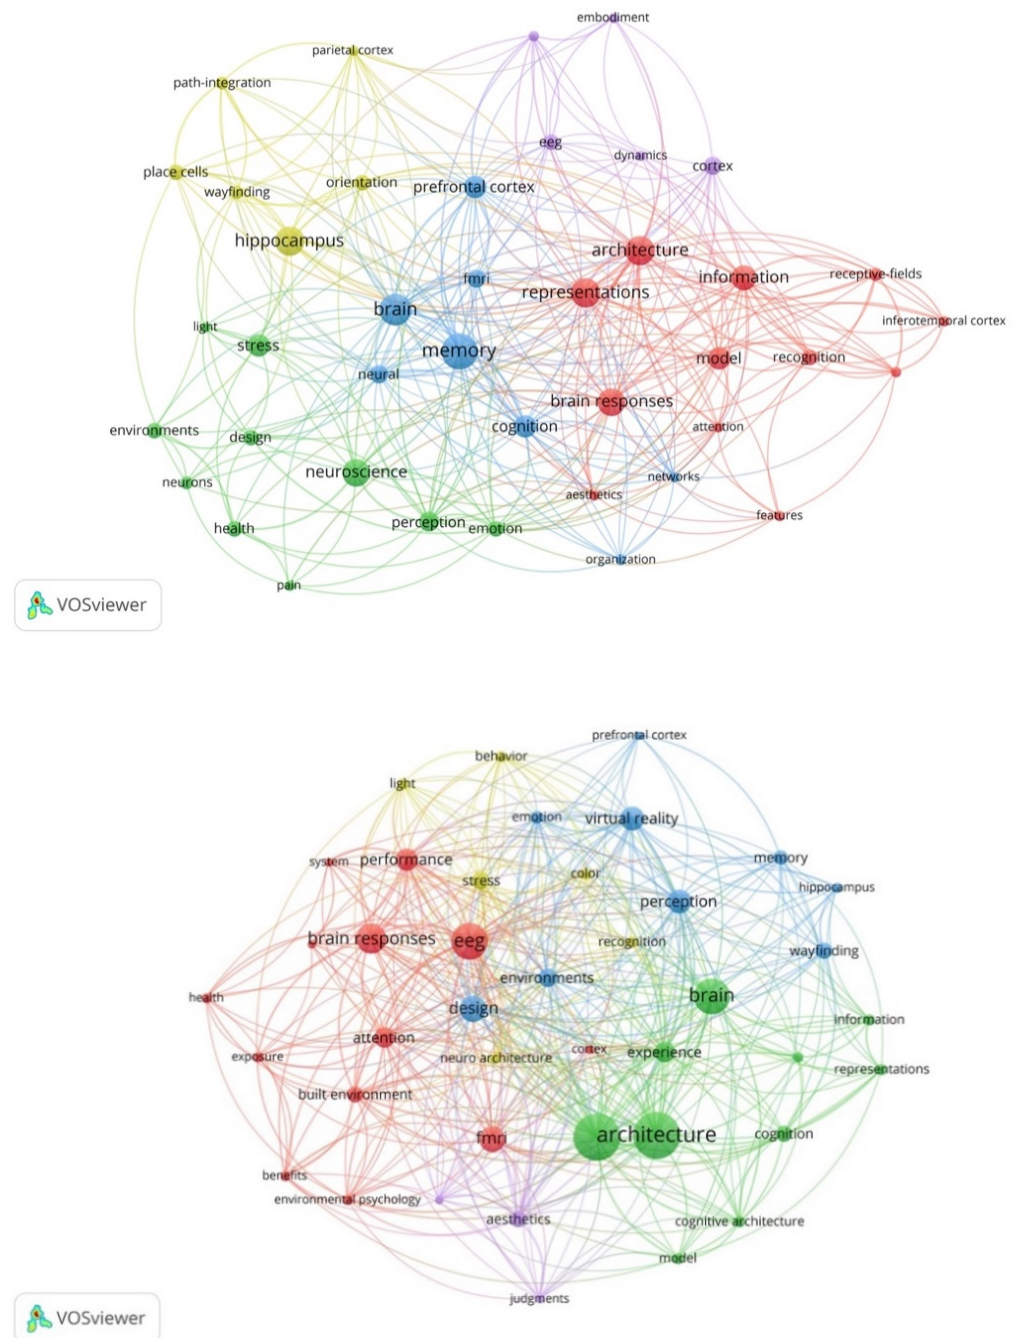 embodiment
parietal cortex
path-integration
eeg
dynamics
cortex
place cells
orientation
wayfinding
prefrontal cortex
hippocampus
architecture
fmri
information
receptive-fields
representations
brain
inferotemporal cortex
light
stress
memory
model
recognition
neural
brain responses
environments
design
cognition
attention
neuroscience
networks
neurons
aesthetics
health
perception
emotion
features
organization
pain
VOSviewer
prefrontal cortex
behavior
light
emotion
virtual reality
system
performance
memory
stress
color
hippocampus
perception
brain responses
eeg
recognition
wayfinding
environments
health
brain
design
information
attention
exposure
neuro architecture
cortex
experience
representations
built environment
fmri
architecture
cognition
benefits
environmental psychology
aesthetics
cognitive architecture
model
judgments
VOSviewer